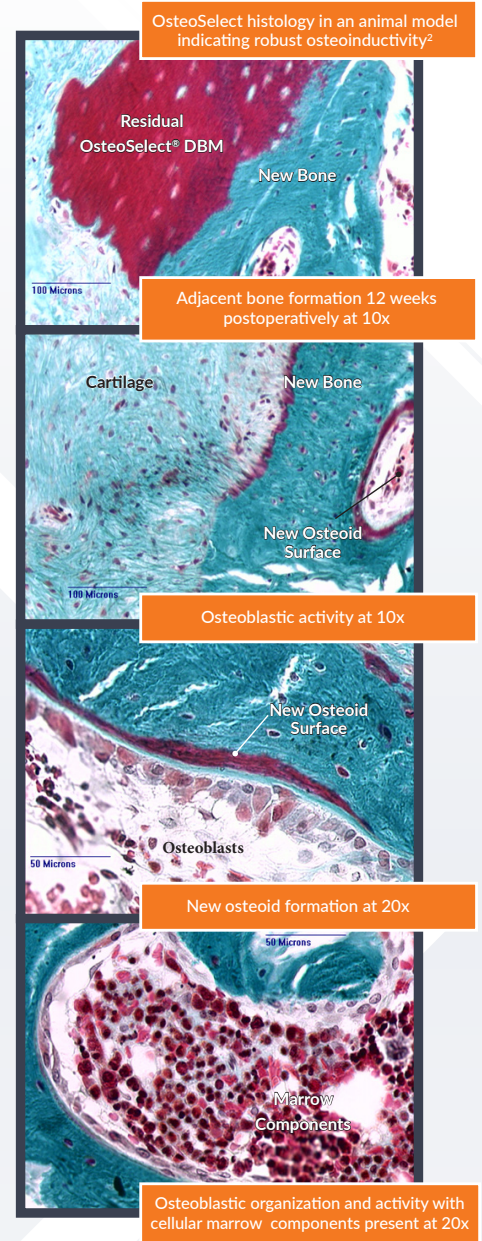 OsteoSelect histology in an animal model
indicating robust osteoinductivity²
Residual
OsteoSelect® DBM
New Bone
100 Microns
Adjacent bone formation 12 weeks
postoperatively at 10x
Cartilage
New Bone
New Osteoid
Surface
100 Microns
Osteoblastic activity at 10x
New Osteoid
Surface
Osteoblasts
50 Microns
New osteoid formation at 20x
50 Microns
Marrow
Components
Osteoblastic organization and activity with
cellular marrow components present at 20x